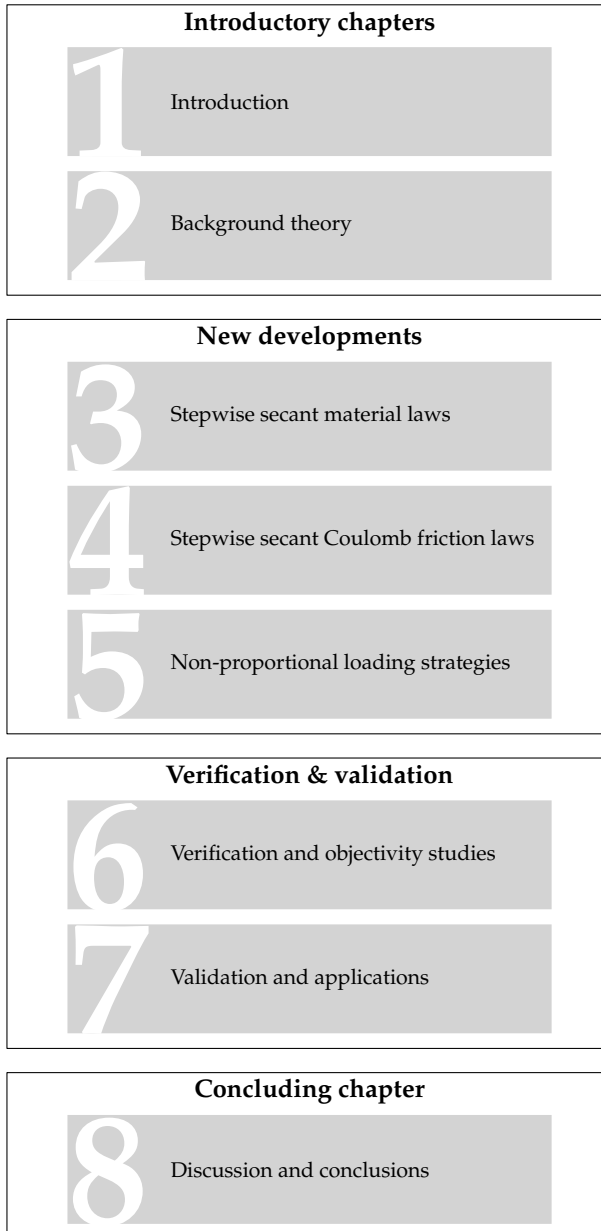 Introductory chapters
1
Introduction
2
Background theory
New developments
3
Stepwise secant material laws
4
Stepwise secant Coulomb friction laws
5
Non-proportional loading strategies
Verification & validation
6
Verification and objectivity studies
7
Validation and applications
Concluding chapter
8
Discussion and conclusions